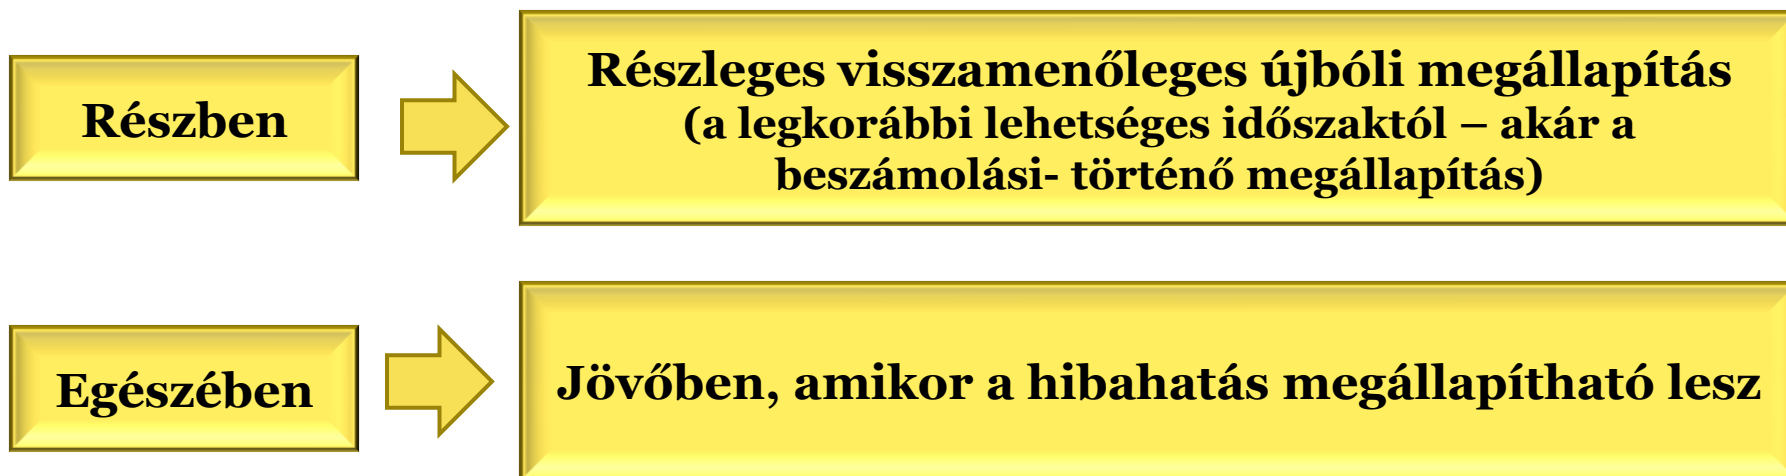 Részben
Részleges visszamenőleges újbóli megállapítás
(a legkorábbi lehetséges időszaktól – akár a
beszámolási- történő megállapítás)
Egészében
Jövőben, amikor a hibahatás megállapítható lesz